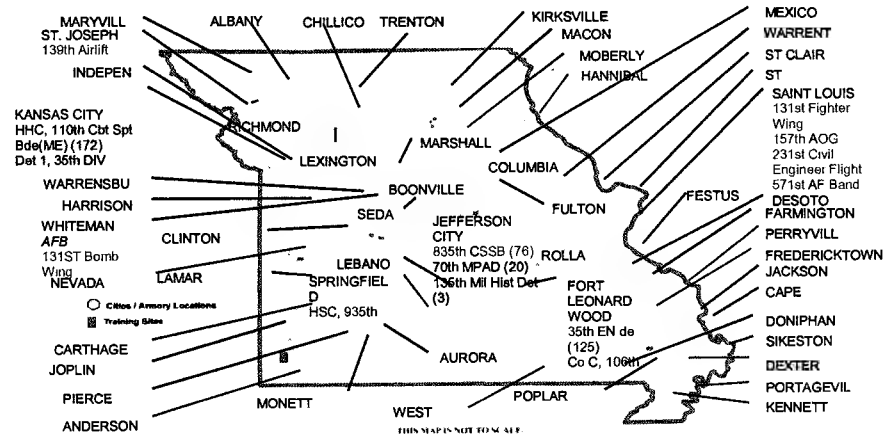 MARYVILL
ST. JOSEPH
139th Airlift
INDEPEN
KANSAS CITY
HHC, 110th Cbt Spt
Bde(ME) (172)
Det 1, 35th DIV
WARRENSBU
HARRISON
WHITEMAN
AFB
131ST Bomb
Wing
NEVADA
CARTHAGE
JOPLIN
PIERCE
ANDERSON
ALBANY
CHILLICO
TRENTON
KIRKSVILLE
MACON
MOBERLY
HANNIBAL
RICHMOND
LEXINGTON
MARSHALL
COLUMBIA
BOONVILLE
FULTON
SEDA
CLINTON
LAMAR
JEFFERSON
CITY
835th CSSB (76)
70th MPAD (20)
135th Mil Hist Det
(3)
ROLLA
LEBANO
SPRINGFIEL
D
HSC, 935th
FORT
LEONARD
WOOD
35th EN de
(125)
Co C, 106th
AURORA
MONETT
WEST
POPLAR
Cities / Armory Locations
Training Sites
MEXICO
WARRENT
ST CLAIR
ST
SAINT LOUIS
131st Fighter
Wing
157th AOG
231st Civil
Engineer Flight
571st AF Band
DESOTO
FESTUS
FARMINGTON
PERRYVILL
FREDERICKTOWN
JACKSON
CAPE
DONIPHAN
SIKESTON
DEXTER
PORTAGEVIL
KENNETT
THIS MAP IS NOT TO SCALE